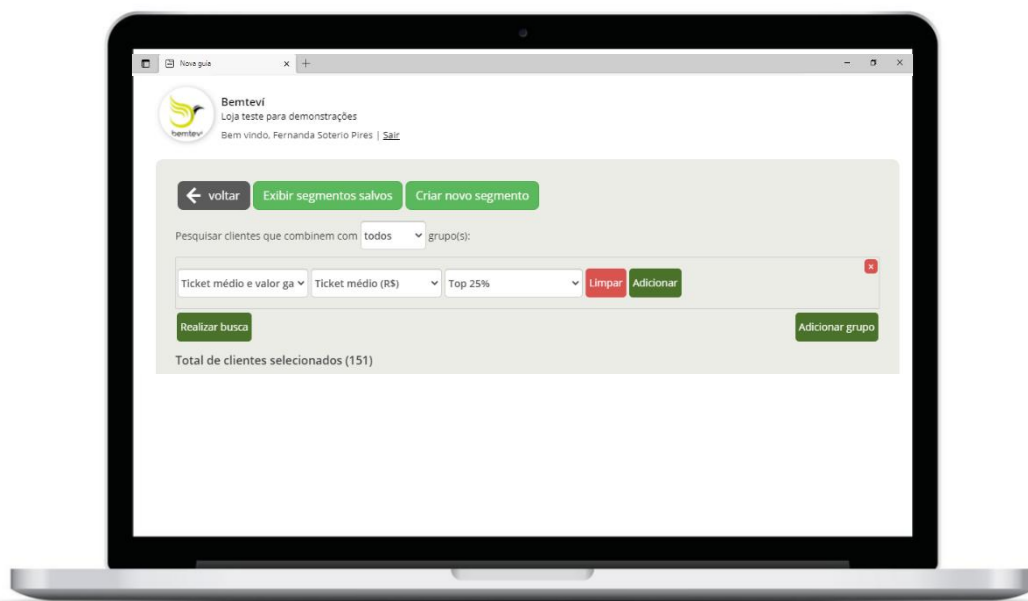 Nova guia
Bemteví
Loja teste para demonstrações
Bem vindo, Fernanda Soterio Pires | Sair
bemtevi
voltar Exibir segmentos salvos Criar novo segmento
Pesquisar clientes que combinem com todos grupo(s):
Ticket médio e valor ga Ticket médio (R$) Top 25% Limpar Adicionar
Realizar busca Adicionar grupo
Total de clientes selecionados (151)